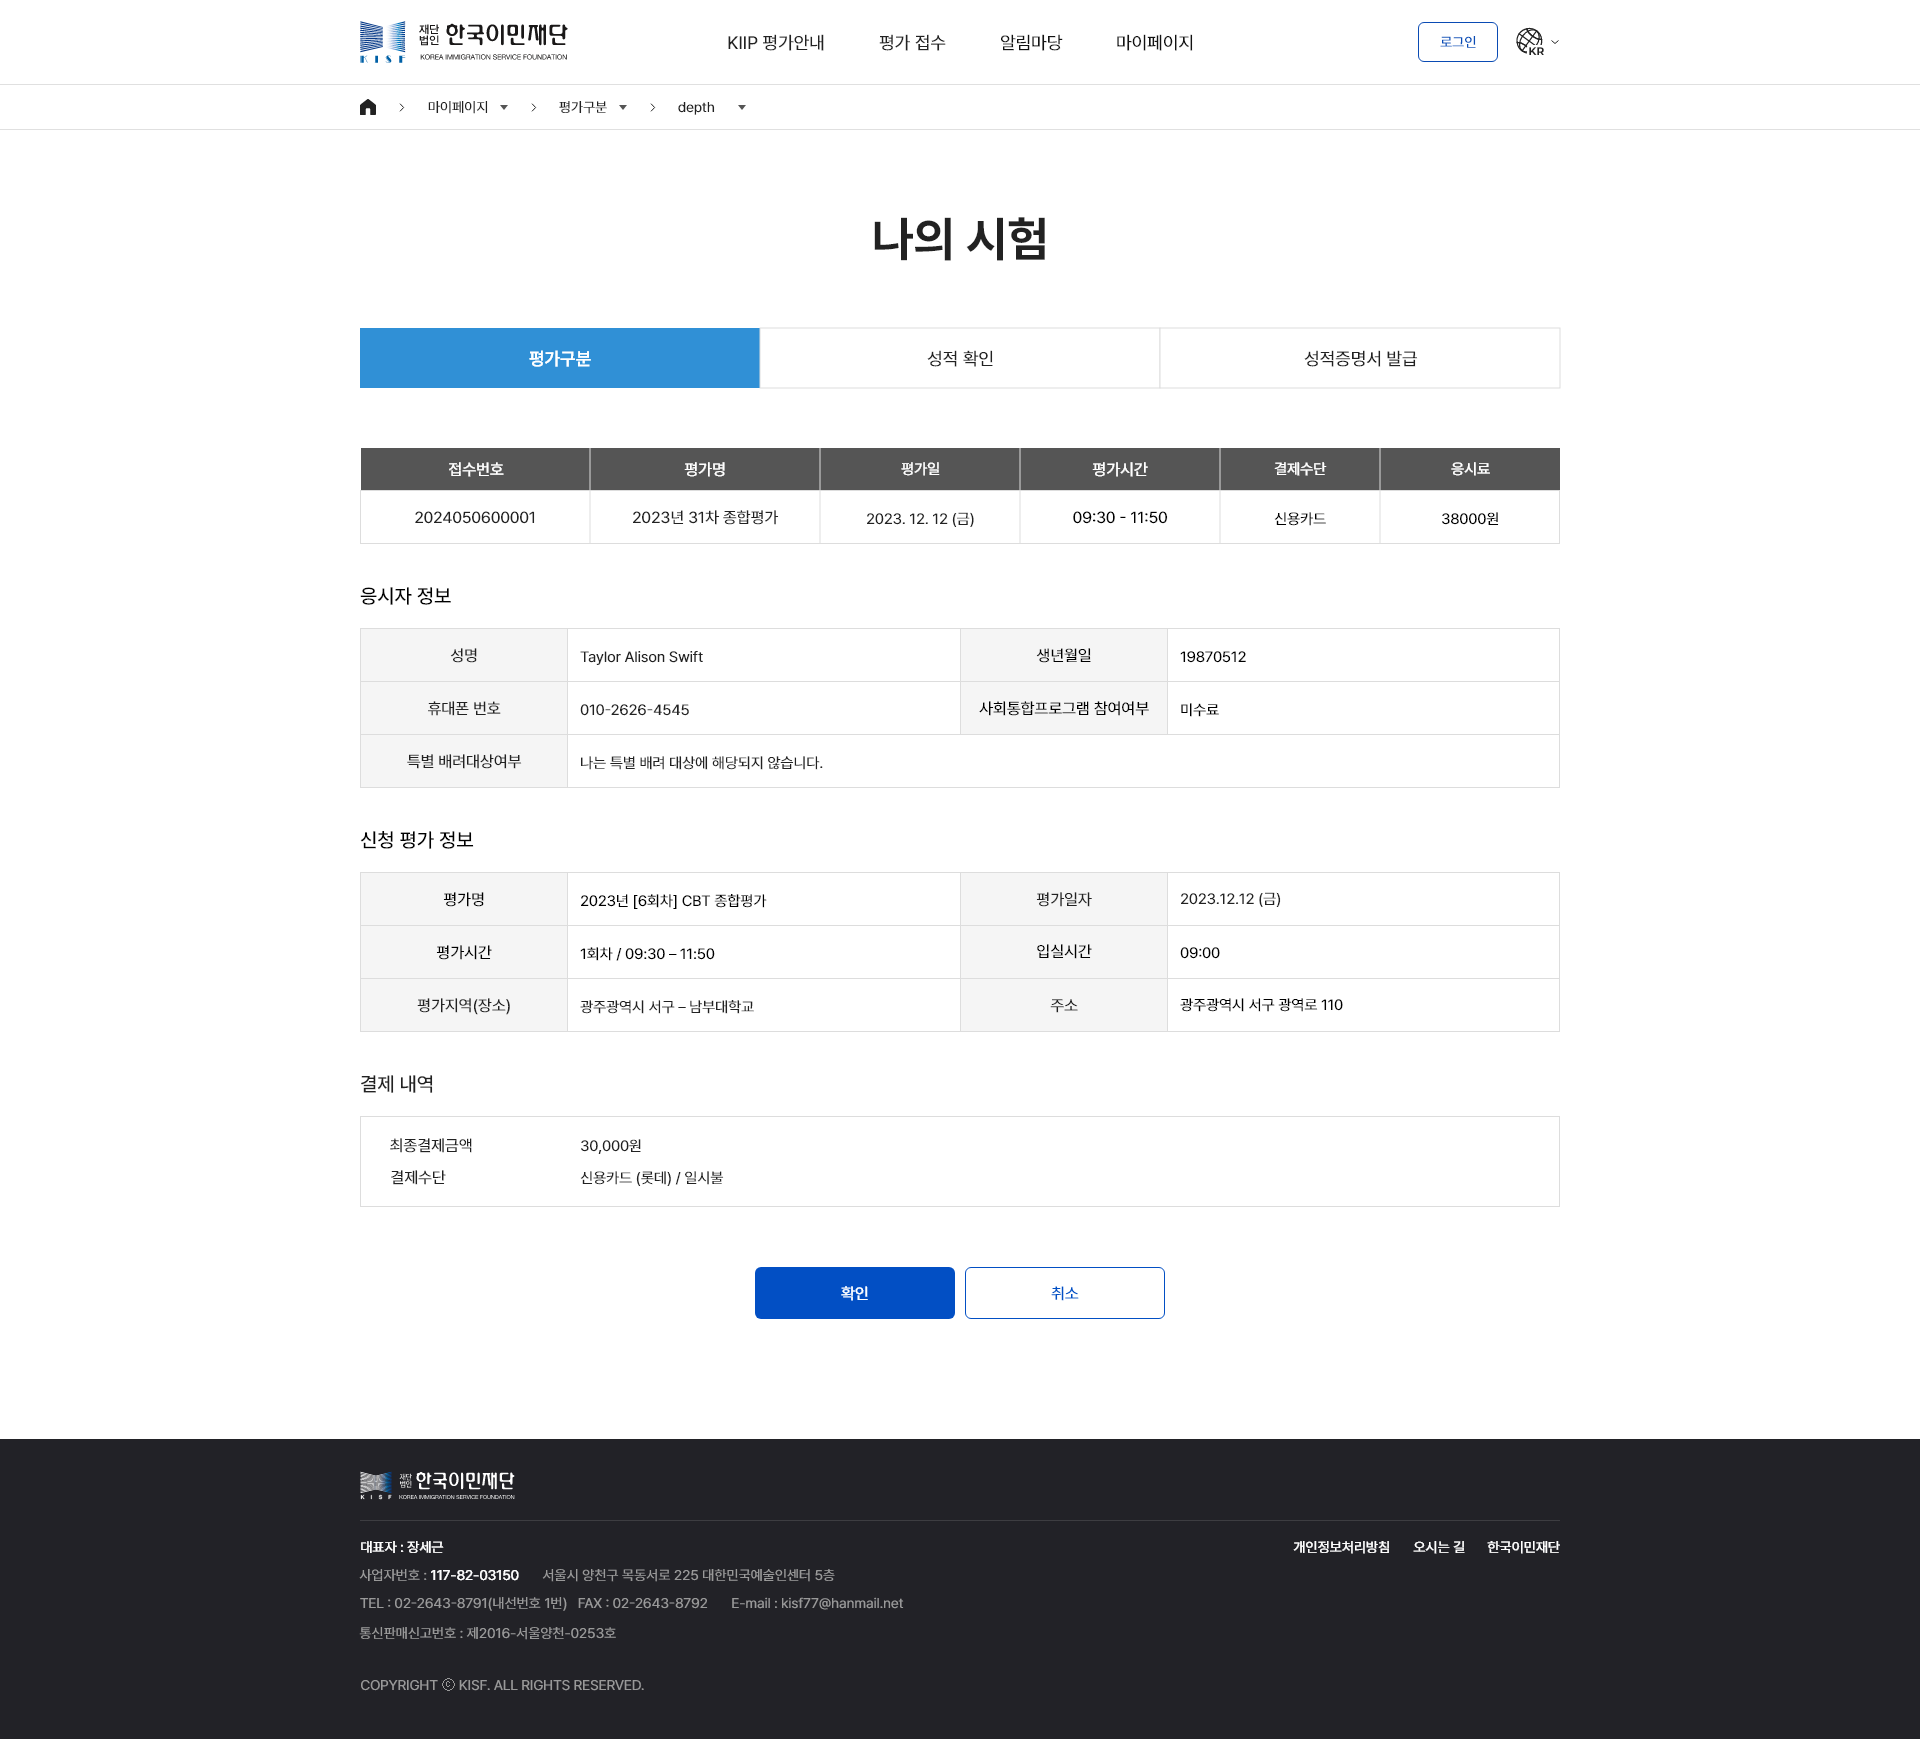 KISF 재단법인 한국이민재단
KOREA IMMIGRATION SERVICE FOUNDATION
KIIP 평가안내 평가 접수 알림마당 마이페이지
로그인 KR
마이페이지 평가구분 depth
나의 시험
평가구분 성적 확인 성적증명서 발급
접수번호 평가명 평가일 평가시간 결제수단 응시료
2024050600001 2023년 31차 종합평가 2023. 12. 12 (금) 09:30 - 11:50 신용카드 38000원
응시자 정보
성명 Taylor Alison Swift 생년월일 19870512
휴대폰 번호 010-2626-4545 사회통합프로그램 참여여부 미수료
특별 배려대상여부 나는 특별 배려 대상에 해당되지 않습니다.
신청 평가 정보
평가명 2023년 [6회차] CBT 종합평가 평가일자 2023.12.12 (금)
평가시간 1회차 / 09:30 – 11:50 입실시간 09:00
평가지역(장소) 광주광역시 서구 – 남부대학교 주소 광주광역시 서구 광역로 110
결제 내역
최종결제금액 30,000원
결제수단 신용카드 (롯데) / 일시불
확인 취소
KISF 재단법인 한국이민재단
KOREA IMMIGRATION SERVICE FOUNDATION
대표자 : 장세근 개인정보처리방침 오시는 길 한국이민재단
사업자번호 : 117-82-03150 서울시 양천구 목동서로 225 대한민국예술인센터 5층
TEL : 02-2643-8791(내선번호 1번) FAX : 02-2643-8792 E-mail : kisf77@hanmail.net
통신판매신고번호 : 제2016-서울양천-0253호
COPYRIGHT ⓒ KISF. ALL RIGHTS RESERVED.